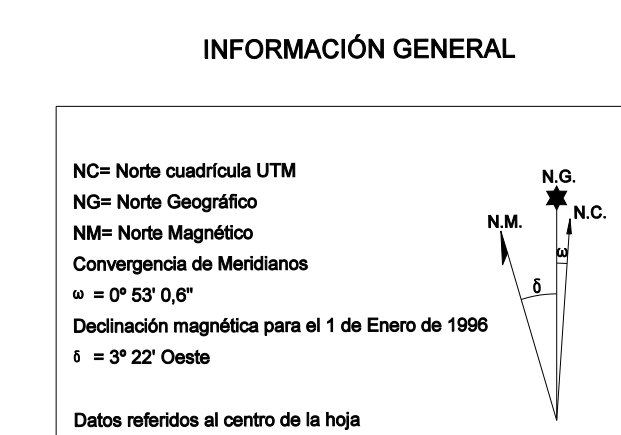 INFORMACIÓN GENERAL
NC= Norte cuadrícula UTM
NG= Norte Geográfico
NM= Norte Magnético
Convergencia de Meridianos
ω = 0º 53' 0,6"
Declinación magnética para el 1 de Enero de 1996
δ = 3º 22' Oeste
Datos referidos al centro de la hoja
N.G.
N.C.
N.M.
ω
δ